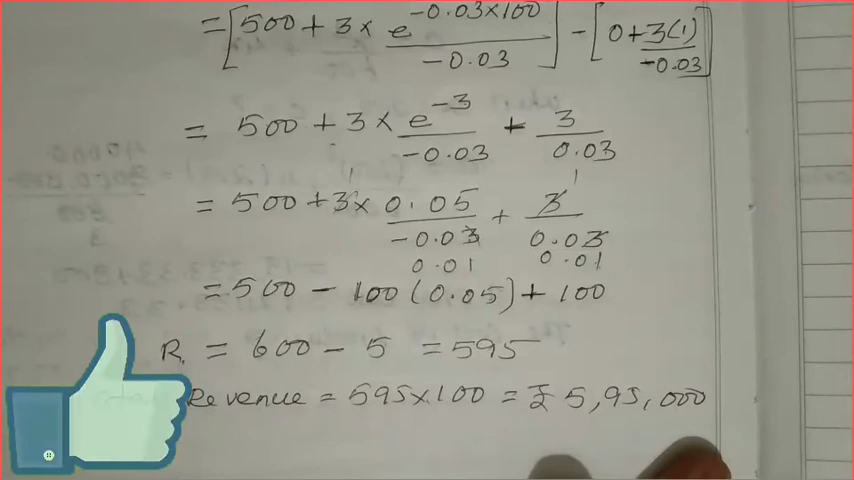 = [500 + 3 × e^(-0.03×100) / -0.03] - [0 + 3(1) / -0.03]
= 500 + 3 × e^(-3) / -0.03 + 3 / 0.03
= 500 + 3 × 0.05 / -0.03 + 3 / 0.03
1 1
0.01 0.01
= 500 - 100 (0.05) + 100
R = 600 - 5 = 595
Revenue = 595 × 100 = ₹ 5,95,000